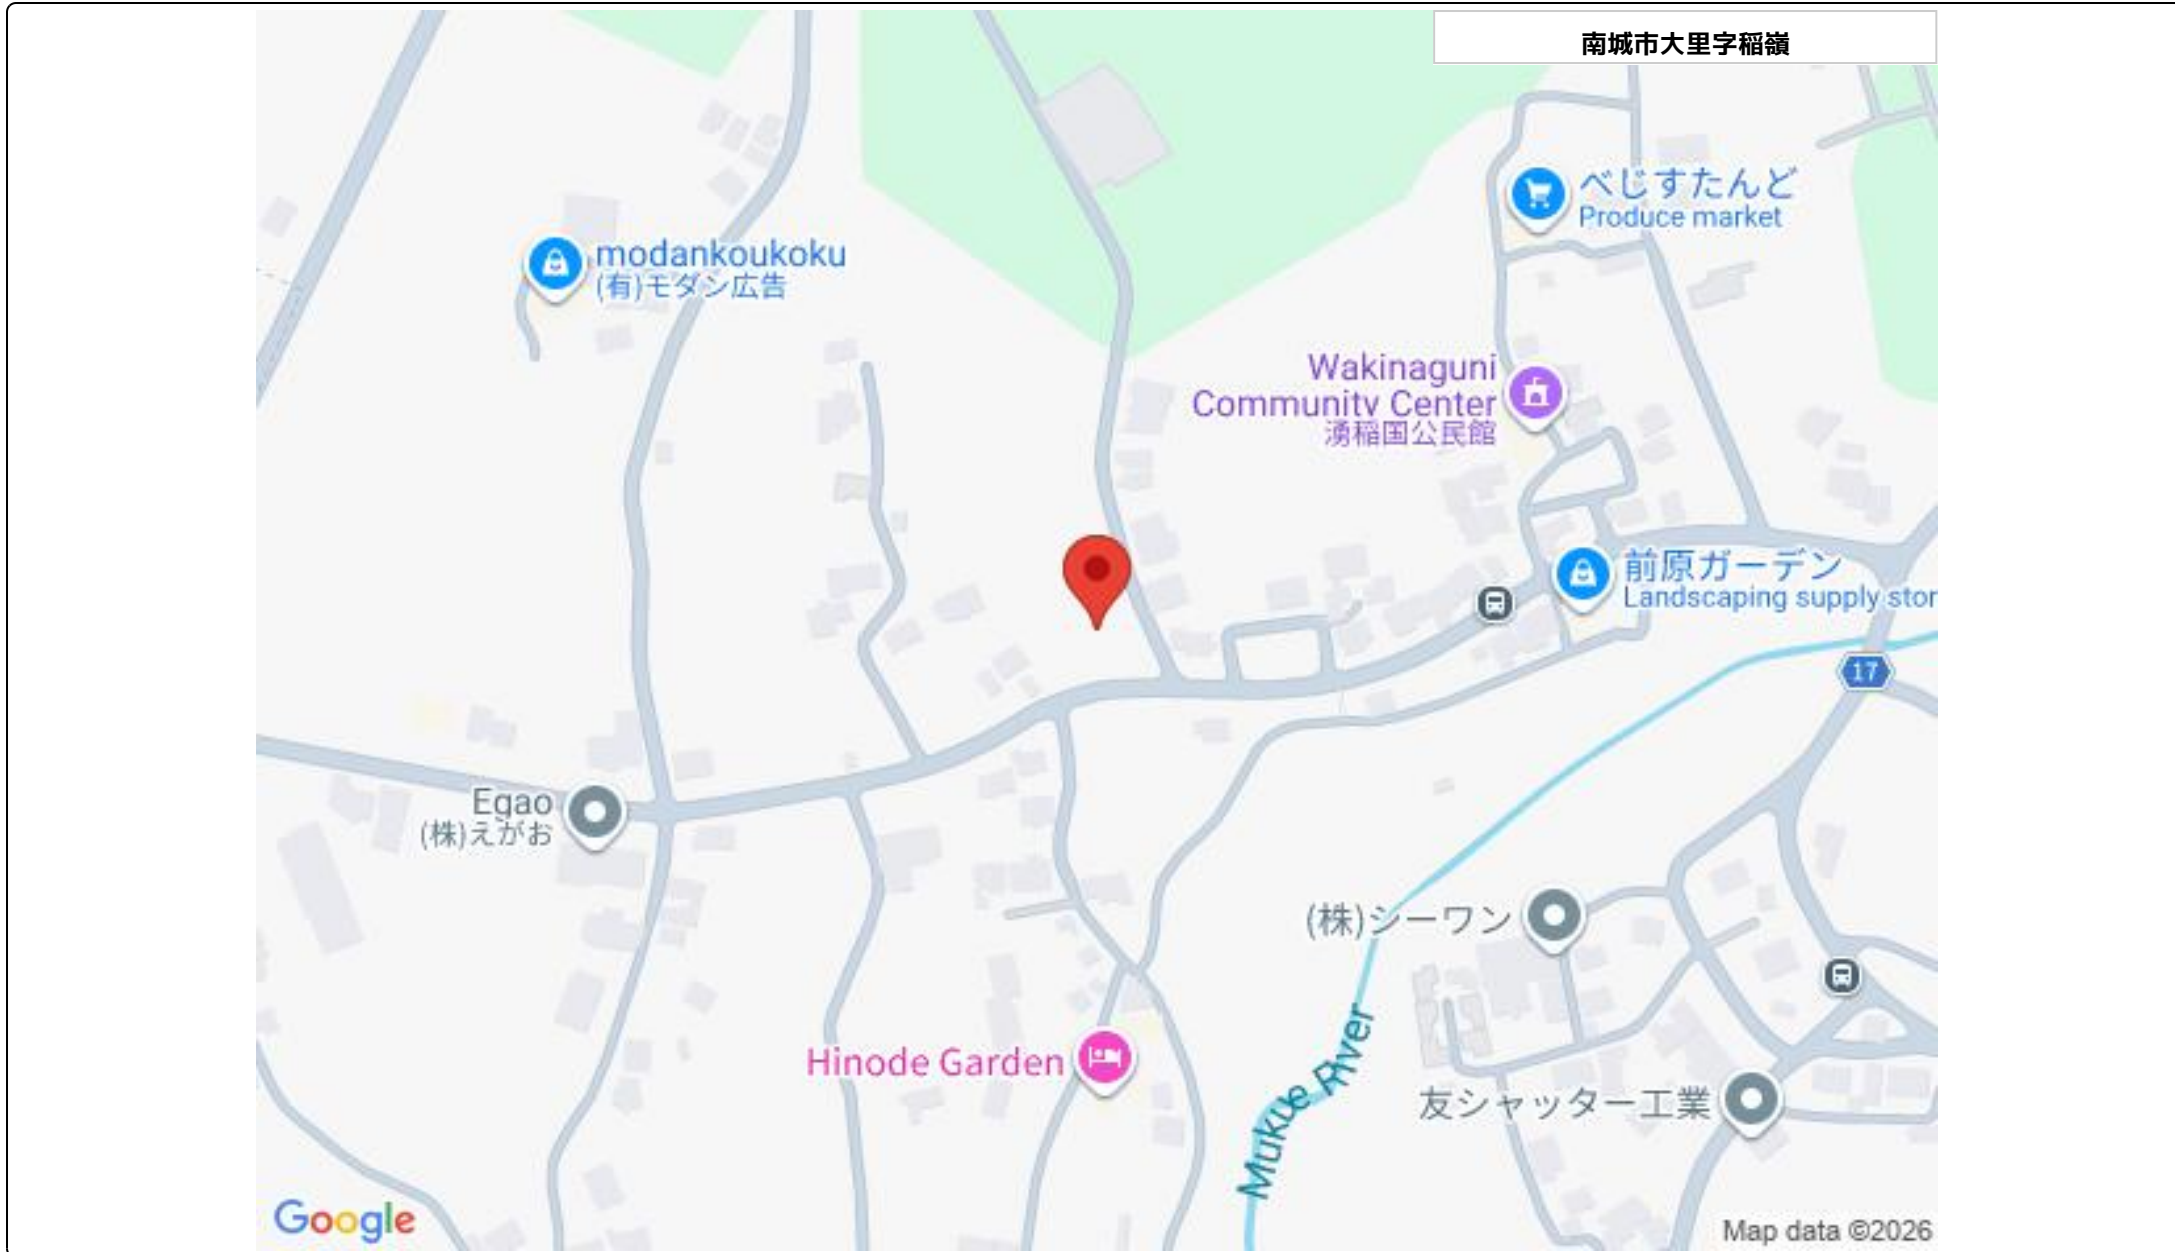 南城市大里字稲嶺
べじすたんど
Produce market
modankoukoku
(有)モダン広告
Wakinaguni
Community Center
湧稲国公民館
前原ガーデン
Landscaping supply stor
17
Egao
(株)えがお
(株)シーワン
Mukue River
Hinode Garden
友シャッター工業
Google
Map data ©2026